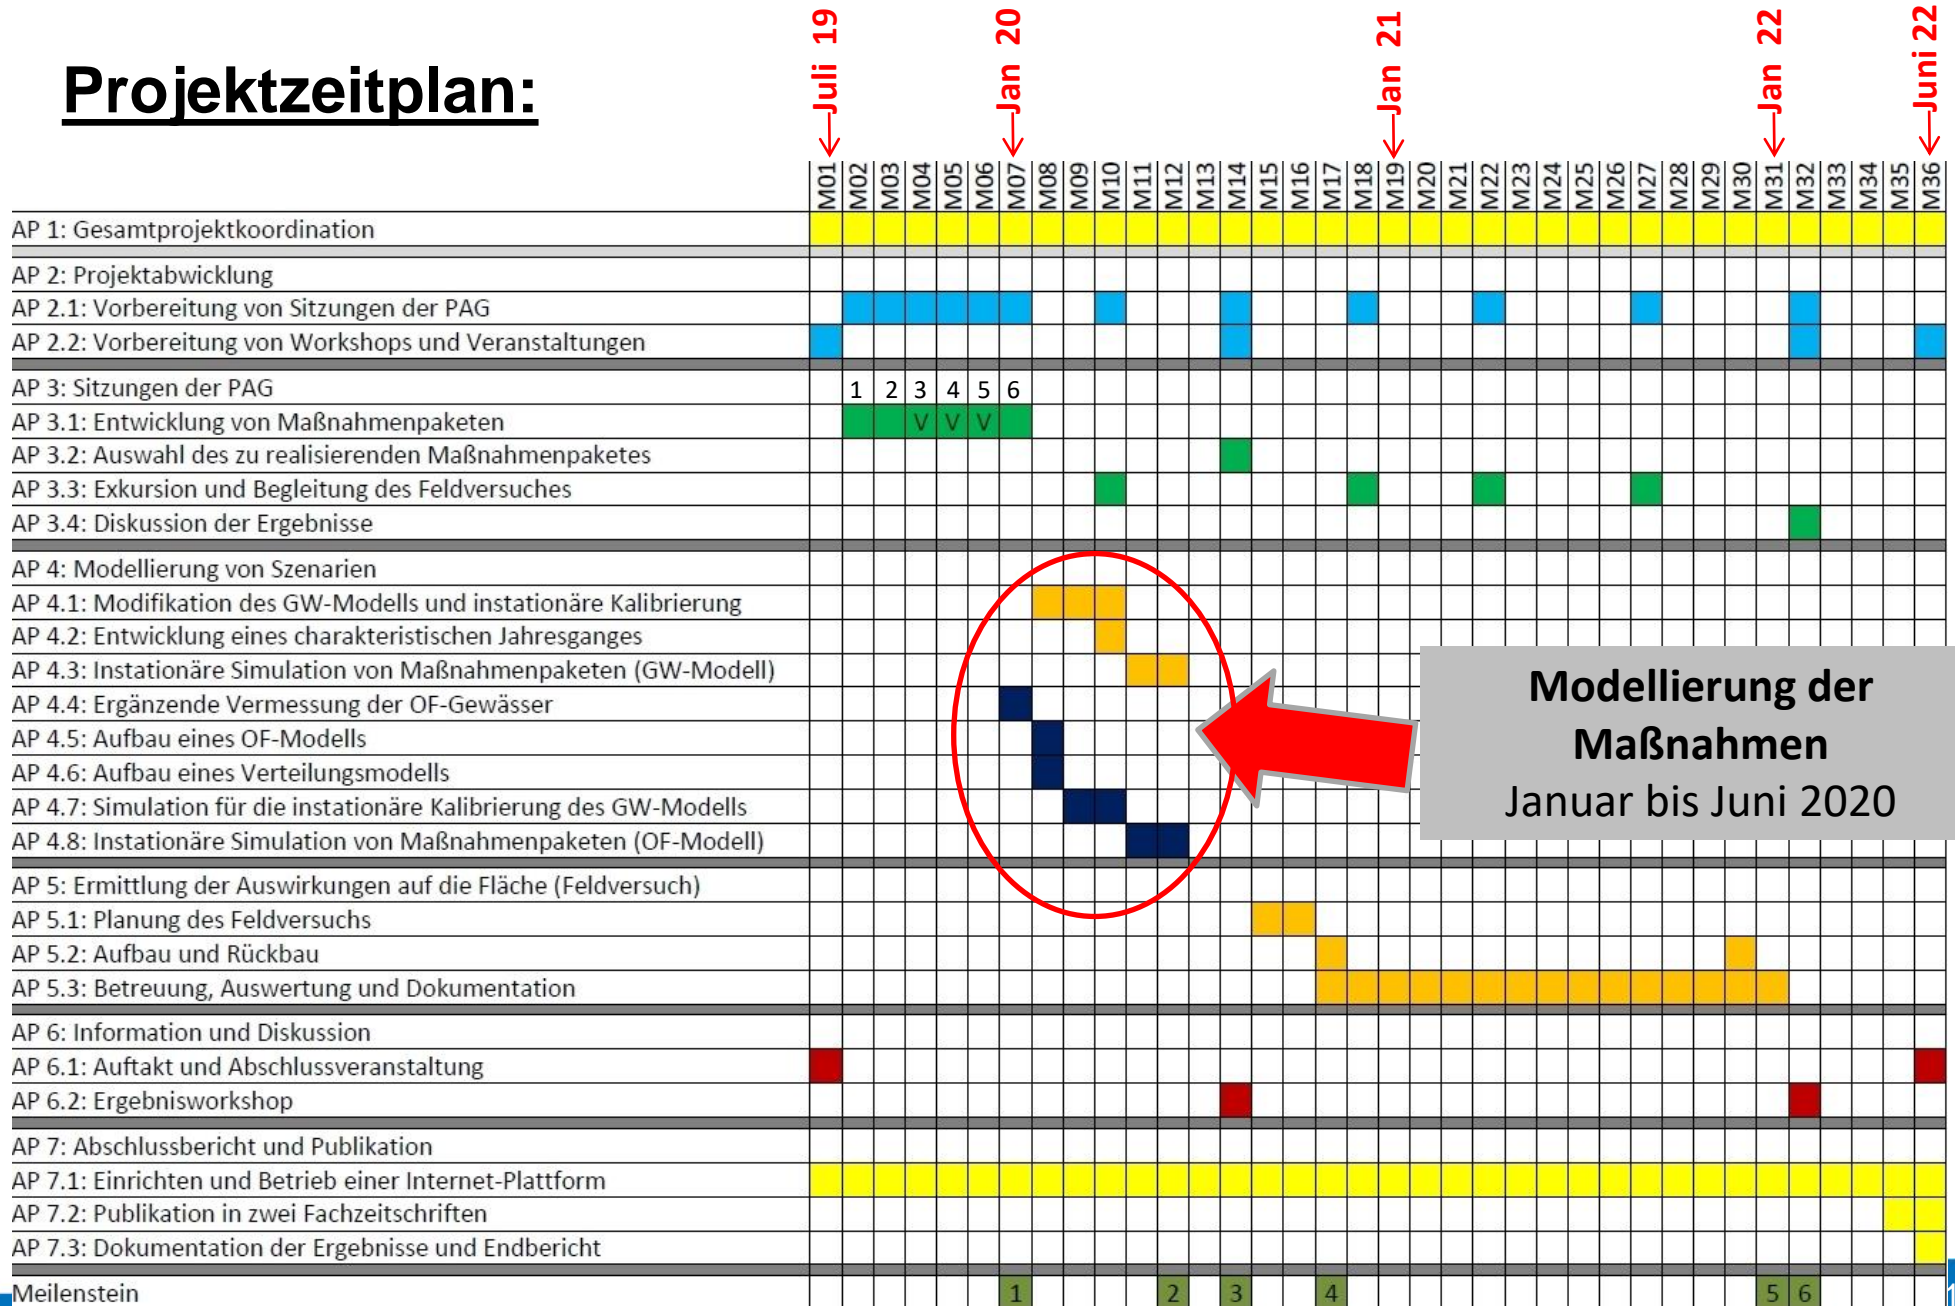 Juli 19
Jan 20
Jan 21
Jan 22
Juni 22
Projektzeitplan:
M01 M02 M03 M04 M05 M06 M07 M08 M09 M10 M11 M12 M13 M14 M15 M16 M17 M18 M19 M20 M21 M22 M23 M24 M25 M26 M27 M28 M29 M30 M31 M32 M33 M34 M35 M36
AP 1: Gesamtprojektkoordination
AP 2: Projektabwicklung
AP 2.1: Vorbereitung von Sitzungen der PAG
AP 2.2: Vorbereitung von Workshops und Veranstaltungen
AP 3: Sitzungen der PAG 1 2 3 4 5 6
AP 3.1: Entwicklung von Maßnahmenpaketen V V V
AP 3.2: Auswahl des zu realisierenden Maßnahmenpaketes
AP 3.3: Exkursion und Begleitung des Feldversuches
AP 3.4: Diskussion der Ergebnisse
AP 4: Modellierung von Szenarien
AP 4.1: Modifikation des GW-Modells und instationäre Kalibrierung
AP 4.2: Entwicklung eines charakteristischen Jahresganges
AP 4.3: Instationäre Simulation von Maßnahmenpaketen (GW-Modell)
AP 4.4: Ergänzende Vermessung der OF-Gewässer
AP 4.5: Aufbau eines OF-Modells
AP 4.6: Aufbau eines Verteilungsmodells
AP 4.7: Simulation für die instationäre Kalibrierung des GW-Modells
AP 4.8: Instationäre Simulation von Maßnahmenpaketen (OF-Modell)
Modellierung der
Maßnahmen
Januar bis Juni 2020
AP 5: Ermittlung der Auswirkungen auf die Fläche (Feldversuch)
AP 5.1: Planung des Feldversuchs
AP 5.2: Aufbau und Rückbau
AP 5.3: Betreuung, Auswertung und Dokumentation
AP 6: Information und Diskussion
AP 6.1: Auftakt und Abschlussveranstaltung
AP 6.2: Ergebnisworkshop
AP 7: Abschlussbericht und Publikation
AP 7.1: Einrichten und Betrieb einer Internet-Plattform
AP 7.2: Publikation in zwei Fachzeitschriften
AP 7.3: Dokumentation der Ergebnisse und Endbericht
Meilenstein 1 2 3 4 5 6